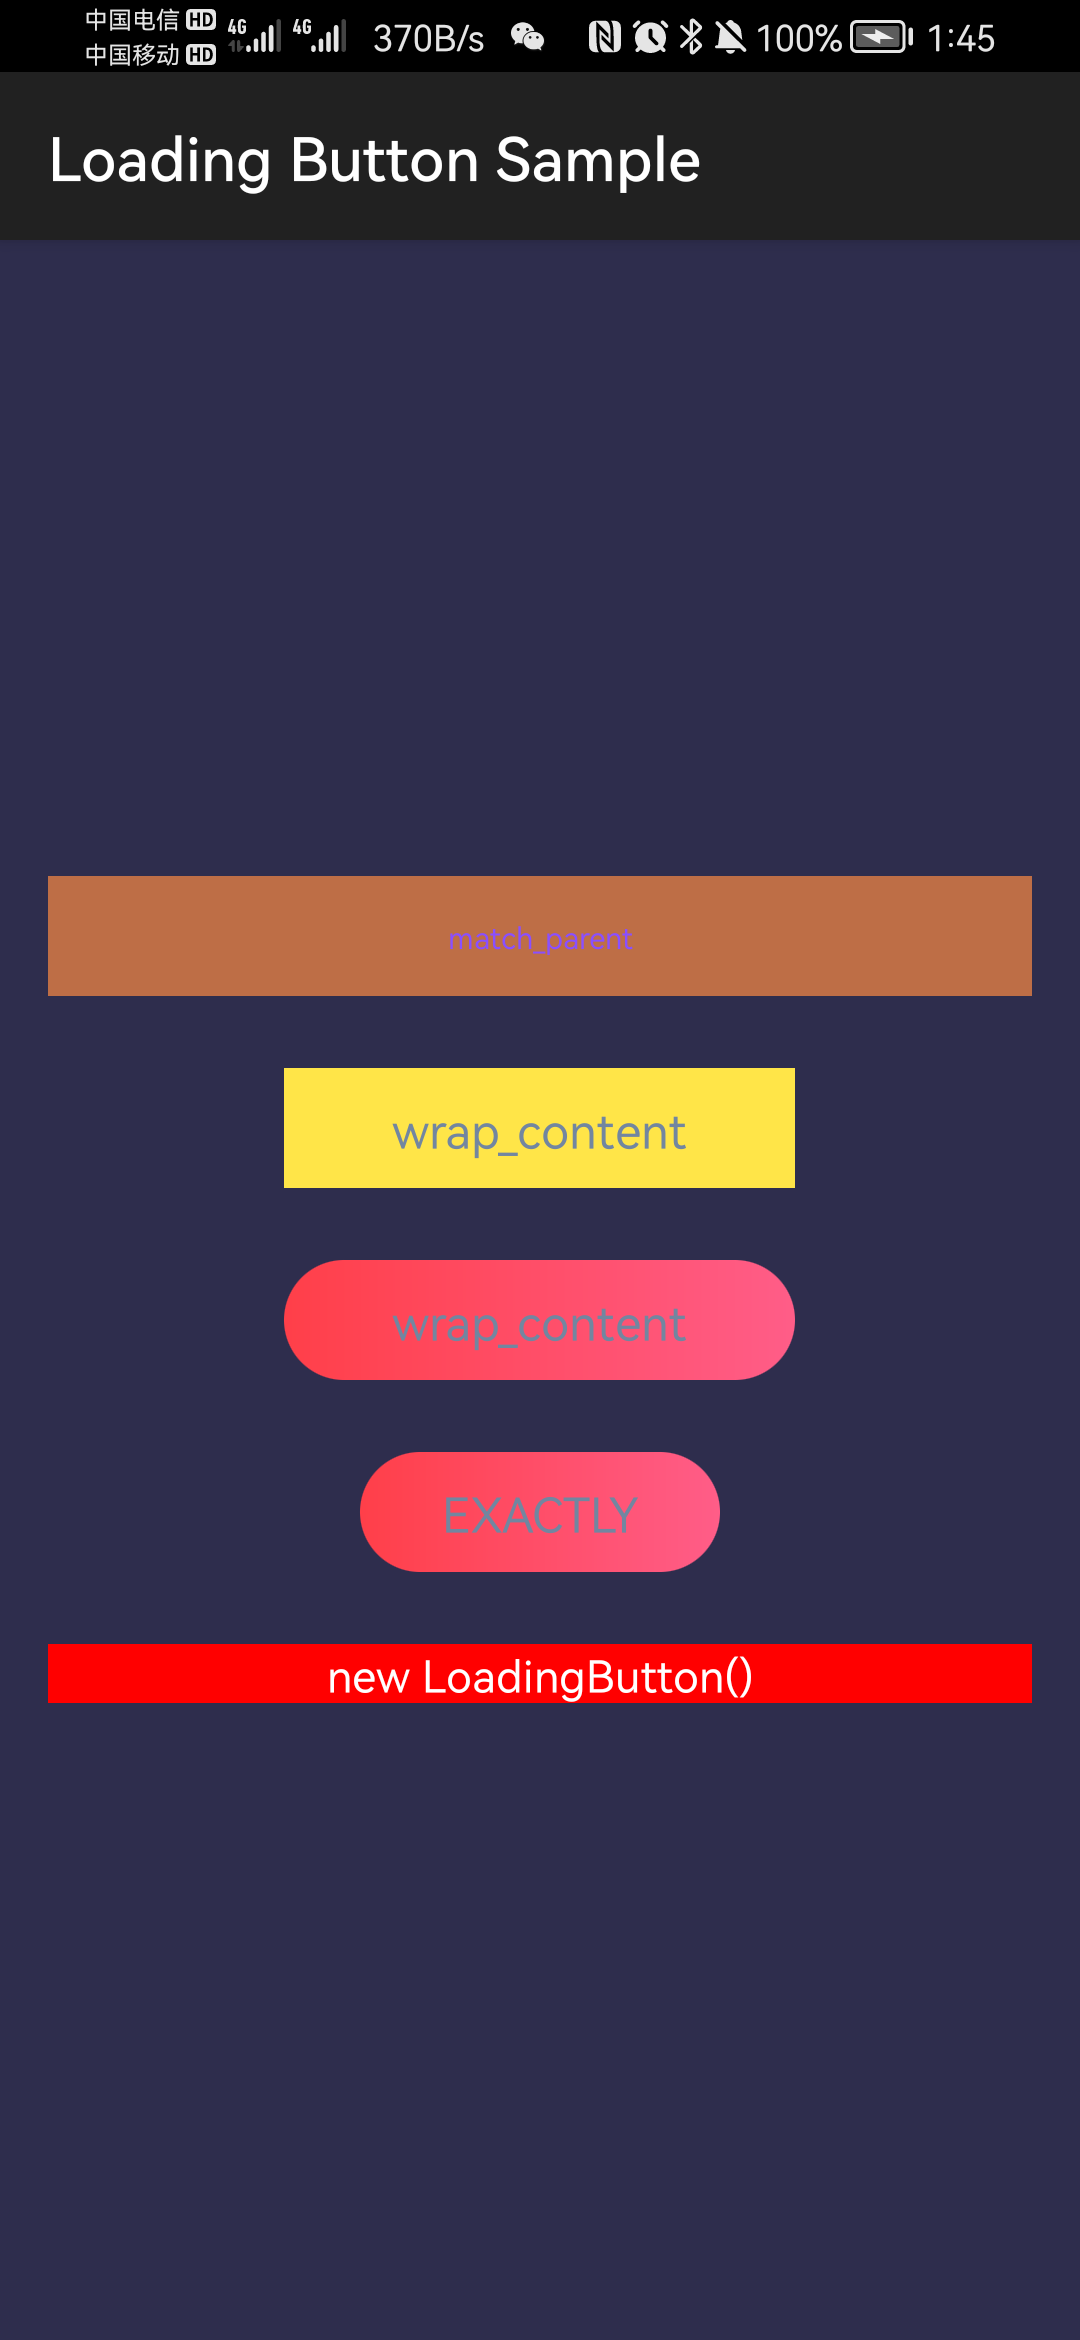 中国电信 HD 4G 4G 370B/s 100% 1:45
中国移动 HD
Loading Button Sample
match_parent
wrap_content
wrap_content
EXACTLY
new LoadingButton()